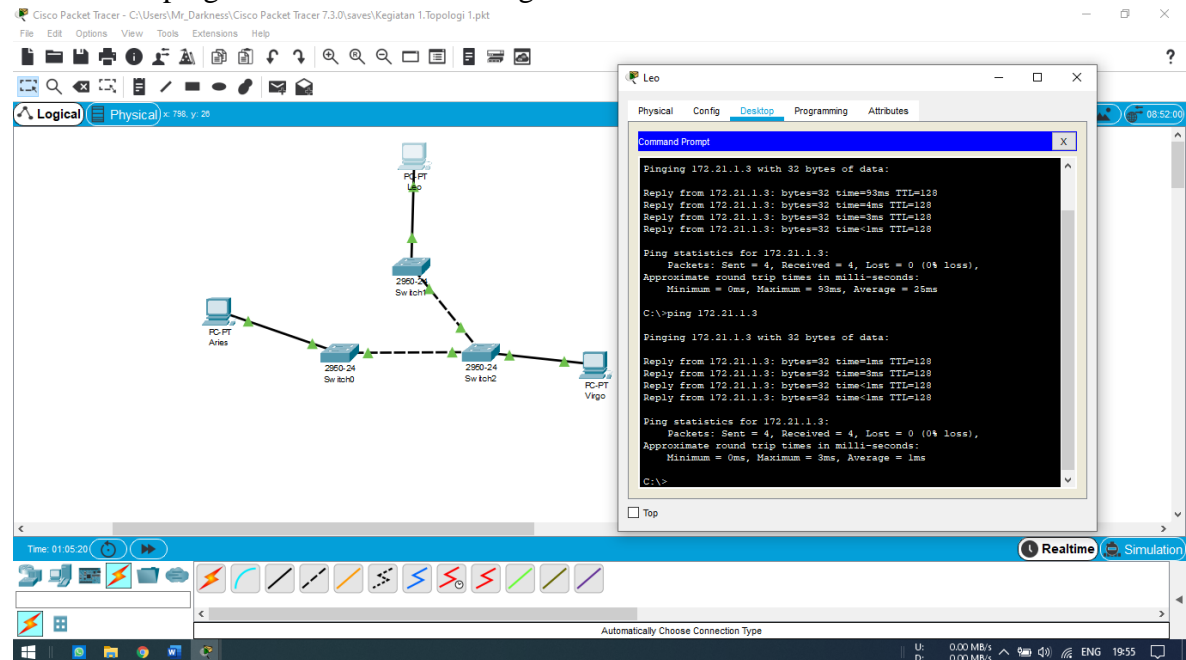 Cisco Packet Tracer - C:\Users\Mr_Darkness\Cisco Packet Tracer 7.3.0\saves\Kegiatan 1.Topologi 1.pkt
File Edit Options View Tools Extensions Help
?
Logical Physical x: 798, y: 26
08:52:00
PC-PT
Leo
2960-24
Switch1
PC-PT
Aries
2960-24
Switch0
2960-24
Switch2
PC-PT
Virgo
Leo
Physical Config Desktop Programming Attributes
Command Prompt X
Pinging 172.21.1.3 with 32 bytes of data:
Reply from 172.21.1.3: bytes=32 time=93ms TTL=128
Reply from 172.21.1.3: bytes=32 time=4ms TTL=128
Reply from 172.21.1.3: bytes=32 time=3ms TTL=128
Reply from 172.21.1.3: bytes=32 time<1ms TTL=128
Ping statistics for 172.21.1.3:
Packets: Sent = 4, Received = 4, Lost = 0 (0% loss),
Approximate round trip times in milli-seconds:
Minimum = 0ms, Maximum = 93ms, Average = 25ms
C:\>ping 172.21.1.3
Pinging 172.21.1.3 with 32 bytes of data:
Reply from 172.21.1.3: bytes=32 time=1ms TTL=128
Reply from 172.21.1.3: bytes=32 time=3ms TTL=128
Reply from 172.21.1.3: bytes=32 time<1ms TTL=128
Reply from 172.21.1.3: bytes=32 time<1ms TTL=128
Ping statistics for 172.21.1.3:
Packets: Sent = 4, Received = 4, Lost = 0 (0% loss),
Approximate round trip times in milli-seconds:
Minimum = 0ms, Maximum = 3ms, Average = 1ms
C:\>
Top
Time: 01:05:20
Realtime Simulation
Automatically Choose Connection Type
U: 0.00 MB/s
D: 0.00 MB/s
ENG 19:55